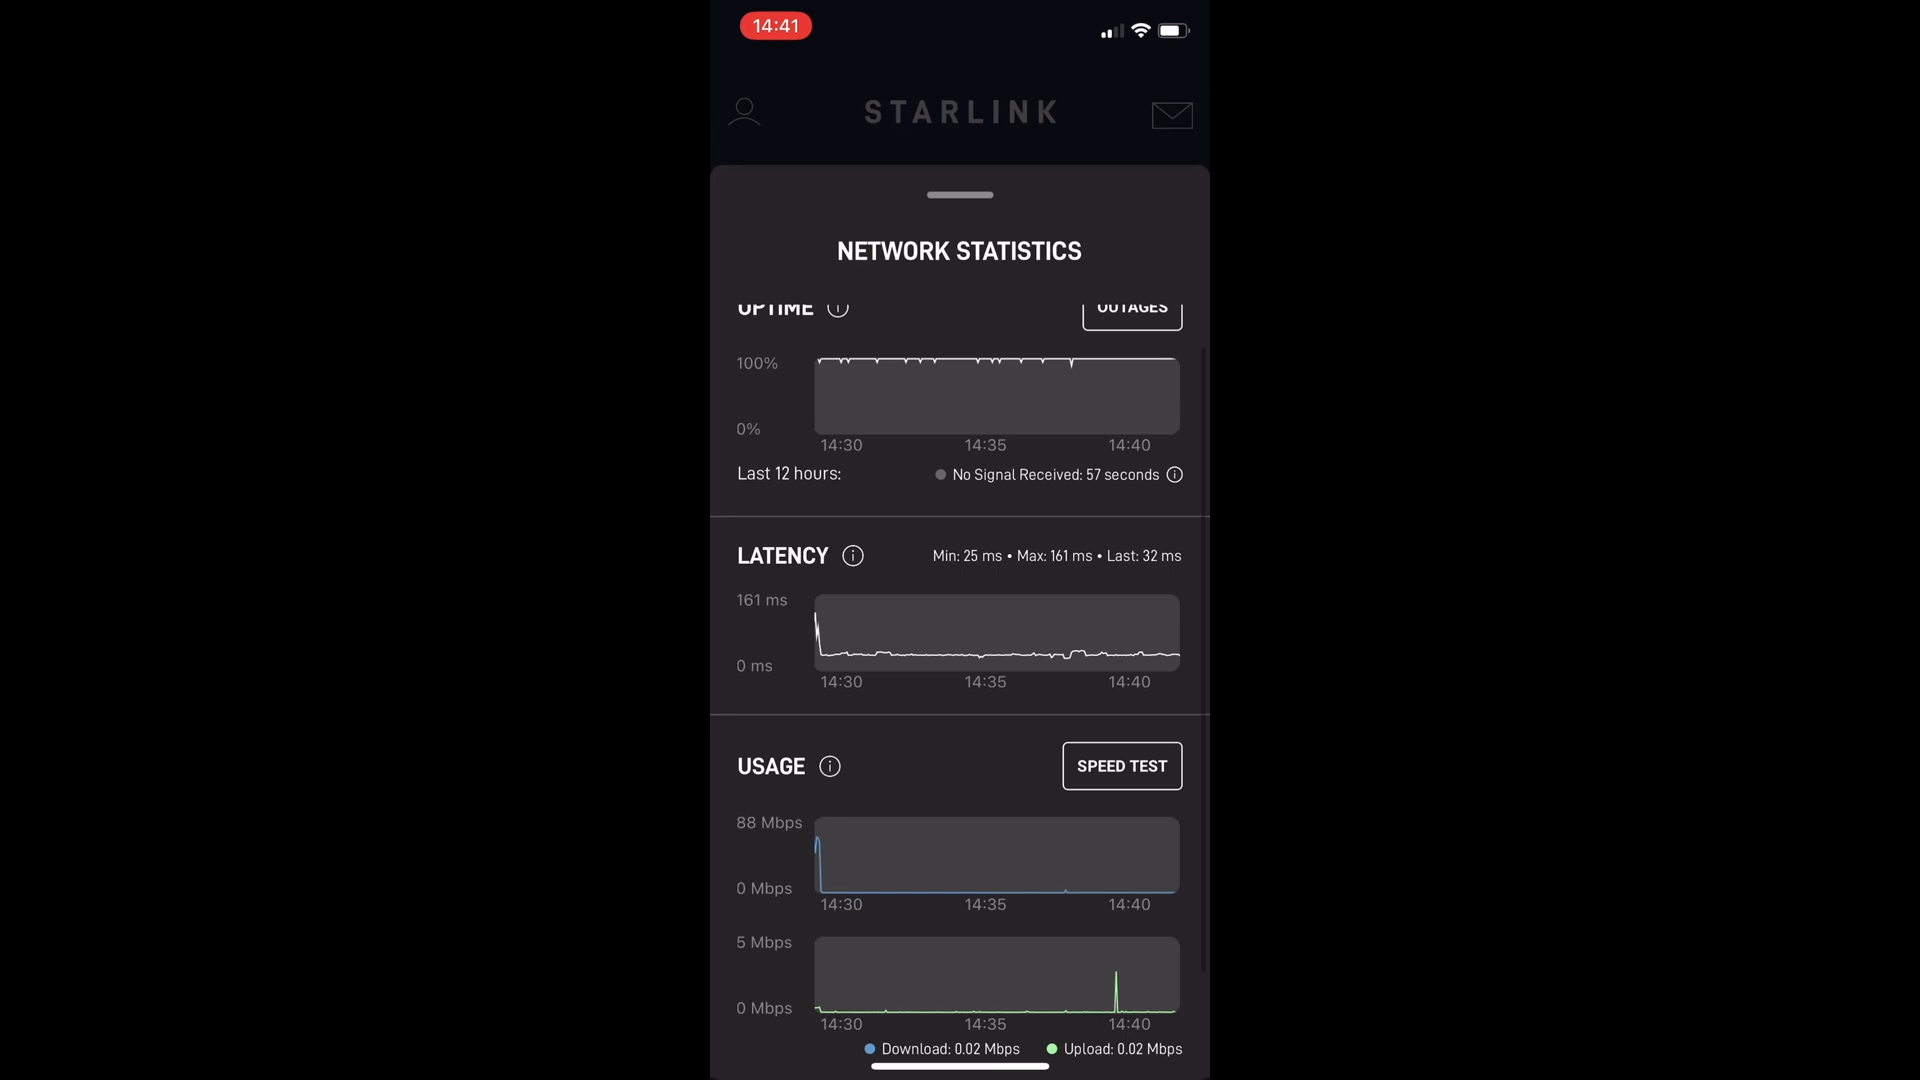 14:41
STARLINK
NETWORK STATISTICS
UPTIME
OUTAGES
100%
0%
14:30 14:35 14:40
Last 12 hours: No Signal Received: 57 seconds
LATENCY Min: 25 ms • Max: 161 ms • Last: 32 ms
161 ms
0 ms
14:30 14:35 14:40
USAGE SPEED TEST
88 Mbps
0 Mbps
14:30 14:35 14:40
5 Mbps
0 Mbps
14:30 14:35 14:40
Download: 0.02 Mbps Upload: 0.02 Mbps